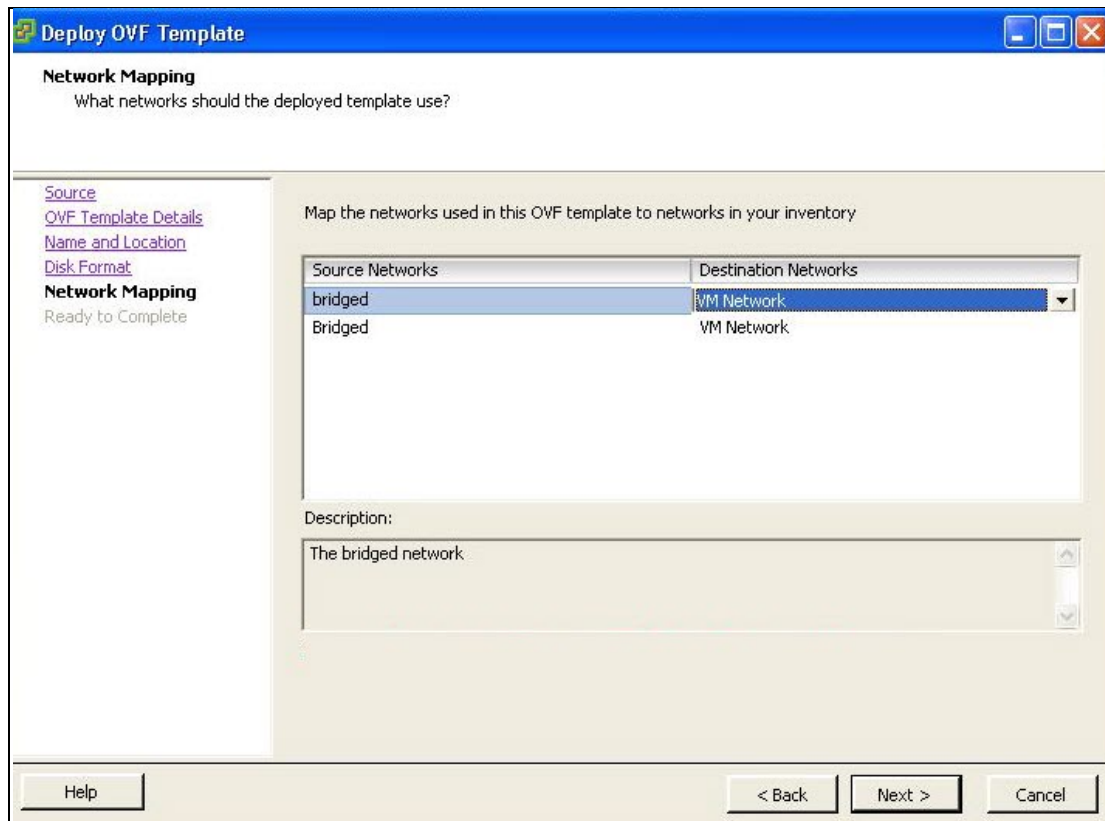 Deploy OVF Template
Network Mapping
What networks should the deployed template use?
Source
OVF Template Details
Name and Location
Disk Format
Network Mapping
Ready to Complete
Map the networks used in this OVF template to networks in your inventory
Source Networks Destination Networks
bridged VM Network
Bridged VM Network
Description:
The bridged network
Help < Back Next > Cancel